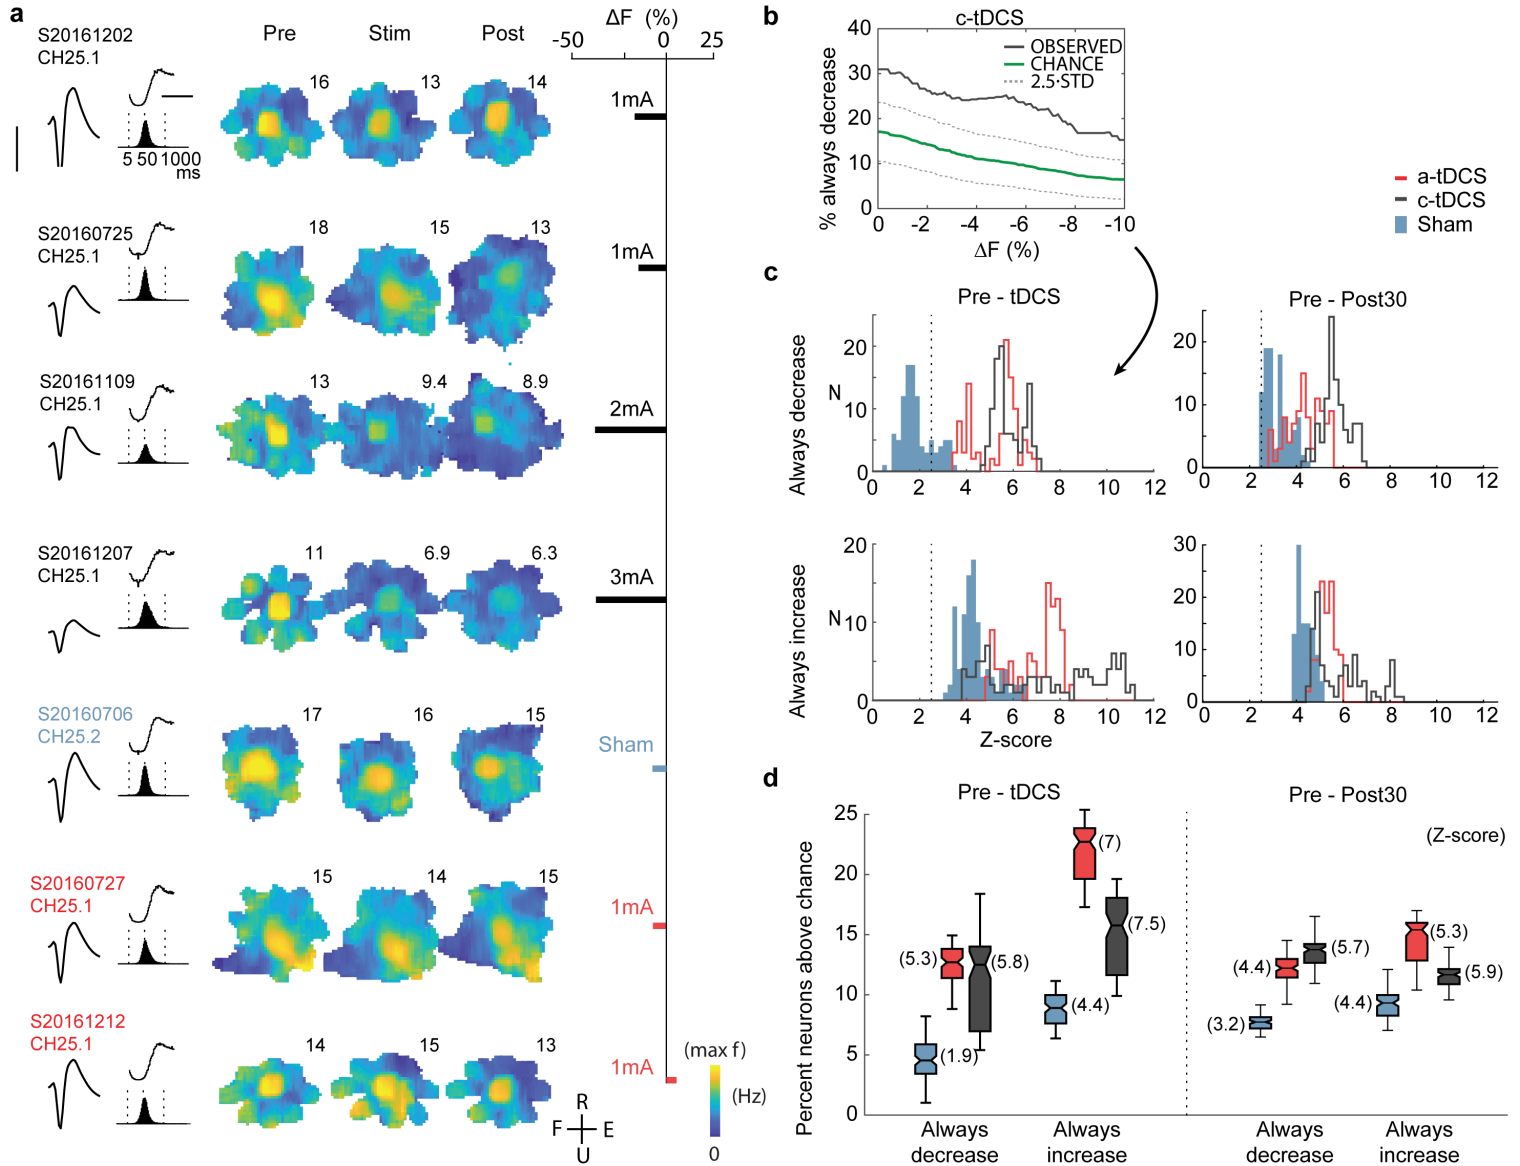 a
ΔF (%)
Pre Stim Post -50 0 25
S20161202
CH25.1
16 13 14
1mA
5 50 1000
ms
S20160725
CH25.1
18 15 13
1mA
S20161109
CH25.1
13 9.4 8.9
2mA
S20161207
CH25.1
11 6.9 6.3
3mA
S20160706
CH25.2
17 16 15
Sham
S20160727
CH25.1
15 14 15
1mA
S20161212
CH25.1
14 15 13
1mA
(max f)
(Hz)
0
R
F E
U
b
c-tDCS
% always decrease
40
30
20
10
0
OBSERVED
CHANCE
2.5·STD
0 -2 -4 -6 -8 -10
ΔF (%)
a-tDCS
c-tDCS
Sham
c
Pre - tDCS
Always decrease
N
20
10
0
0 2 4 6 8 10 12
Pre - Post30
20
10
0
0 2 4 6 8 10 12
Always increase
N
20
10
0
0 2 4 6 8 10 12
Z-score
30
20
10
0
0 2 4 6 8 10 12
d
Pre - tDCS
Pre - Post30
(Z-score)
Percent neurons above chance
25
20
15
10
5
0
(1.9)
(5.3)
(5.8)
(4.4)
(7)
(7.5)
(3.2)
(4.4)
(5.7)
(4.4)
(5.3)
(5.9)
Always
decrease
Always
increase
Always
decrease
Always
increase